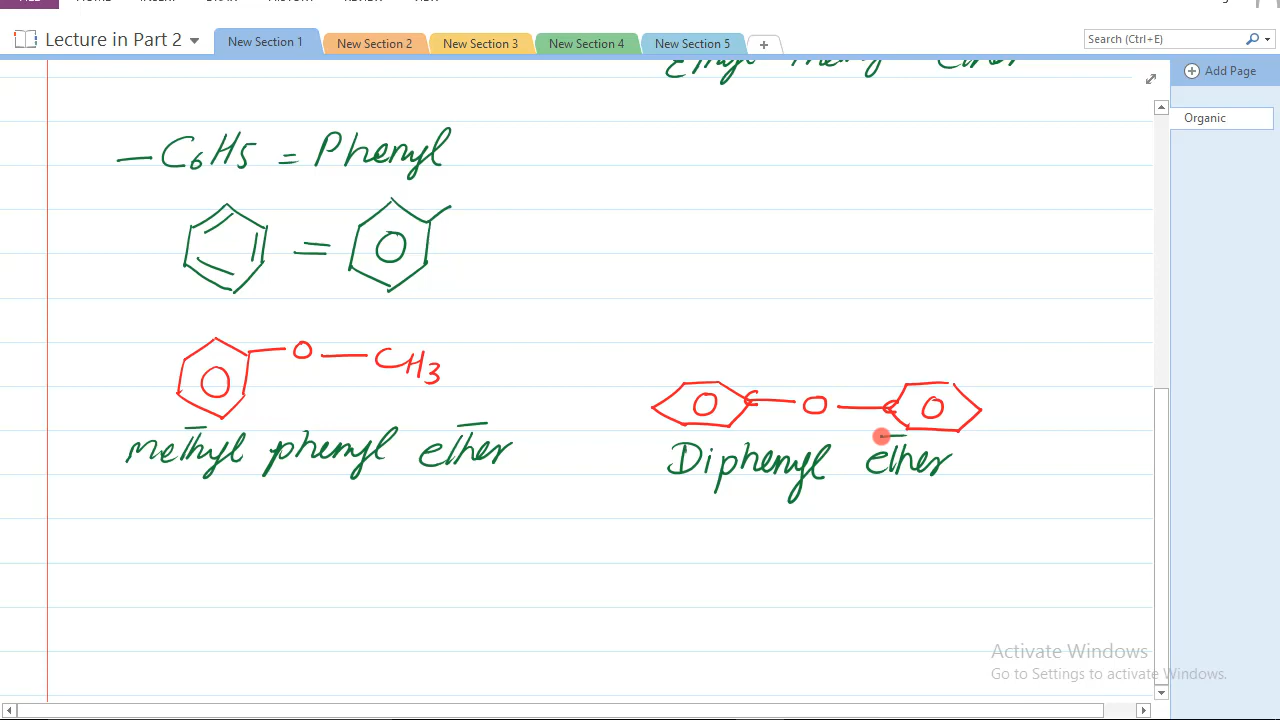 Lecture in Part 2
New Section 1
New Section 2
New Section 3
New Section 4
New Section 5
+
Search (Ctrl+E)
Add Page
Organic
— C6H5 = Phenyl
=
O — CH3
Methyl phenyl ether
C — O — C
Diphenyl ether
Activate Windows
Go to Settings to activate Windows.